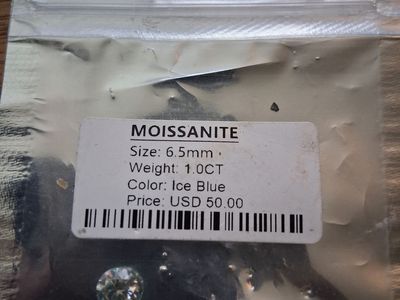 MOISSANITE
Size: 6.5mm
Weight: 1.0CT
Color: Ice Blue
Price: USD 50.00